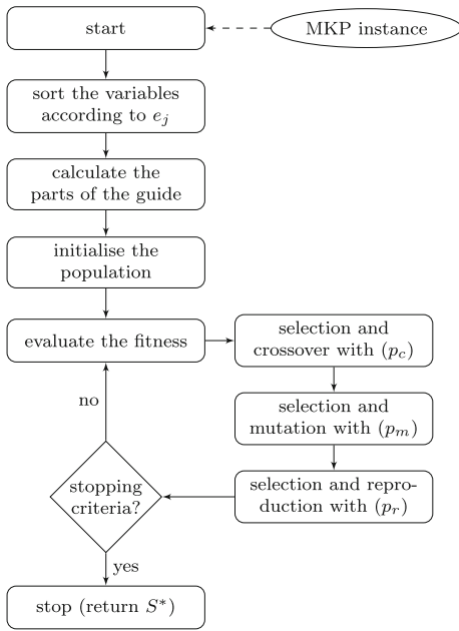 start
MKP instance
sort the variables
according to e_j
calculate the
parts of the guide
initialise the
population
evaluate the fitness
selection and
crossover with (p_c)
selection and
mutation with (p_m)
selection and repro-
duction with (p_r)
no
stopping
criteria?
yes
stop (return S*)